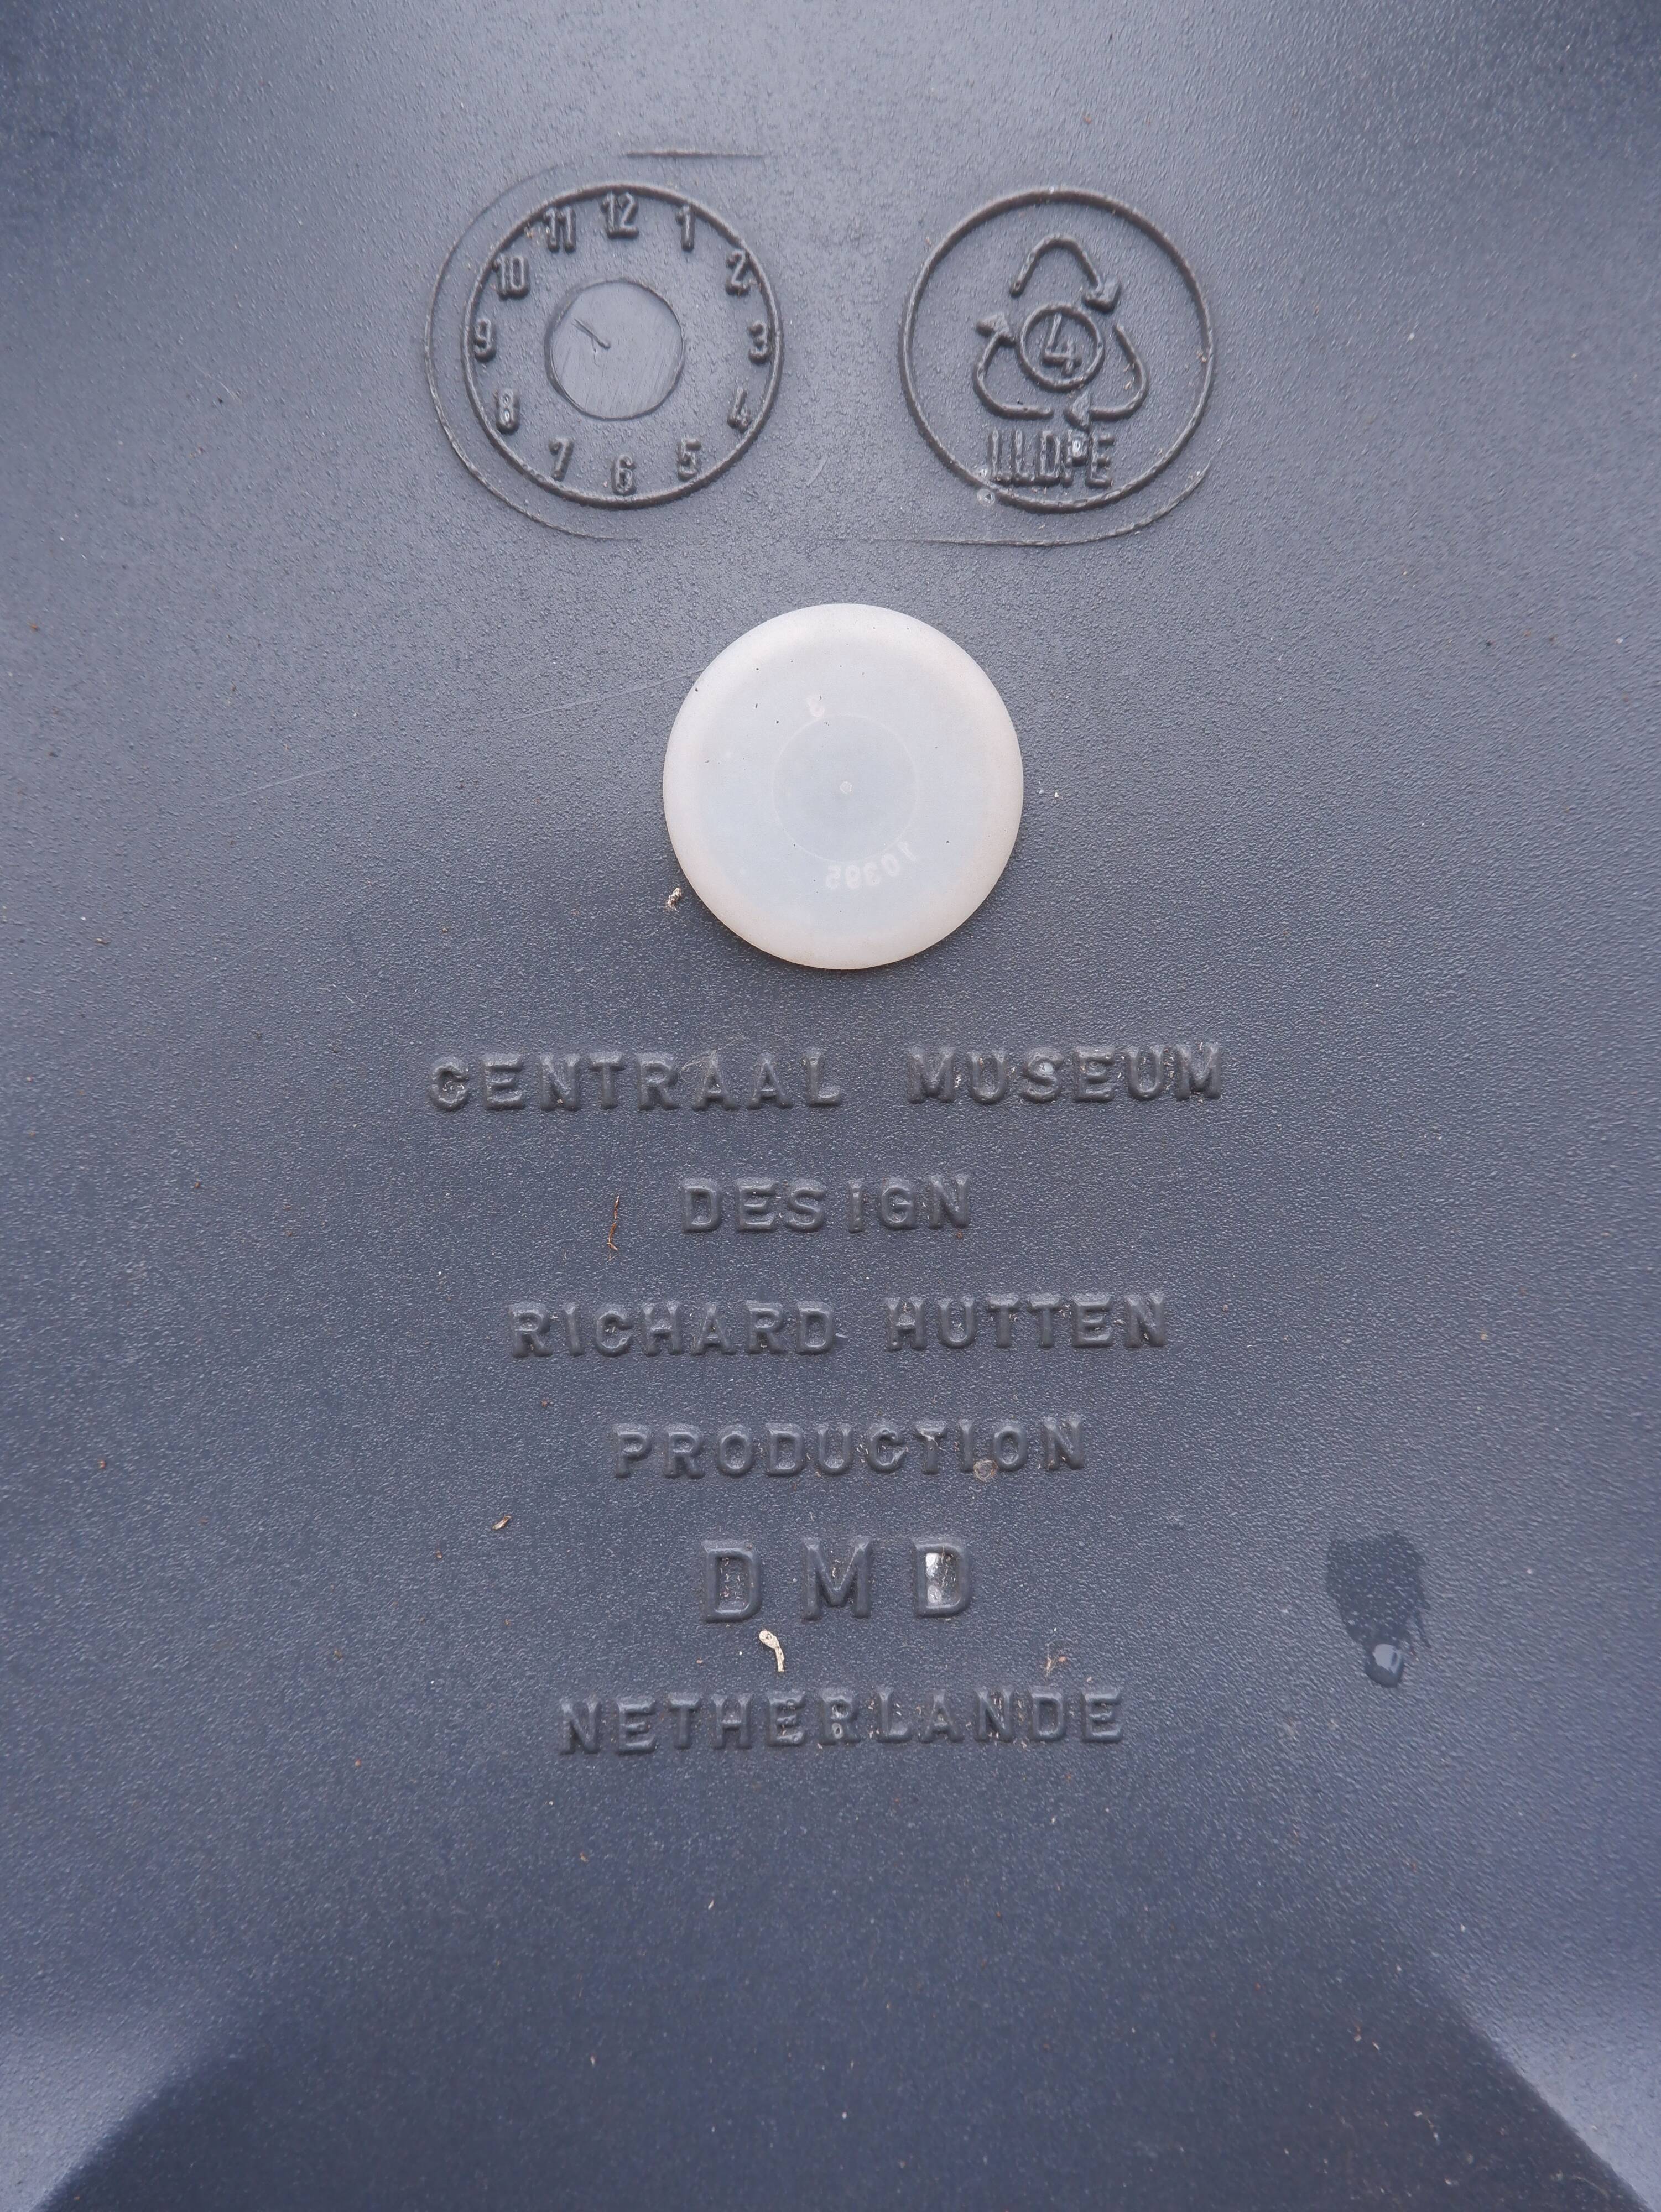 12
11 1
10 2
9 3
8 4
7 5
6
4
LLDPE
CENTRAAL MUSEUM
DESIGN
RICHARD HUTTEN
PRODUCTION
DMD
NETHERLANDE